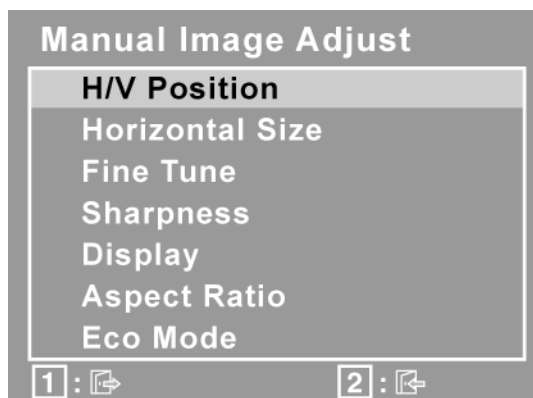 Manual Image Adjust
H/V Position
Horizontal Size
Fine Tune
Sharpness
Display
Aspect Ratio
Eco Mode
1 : 2 :